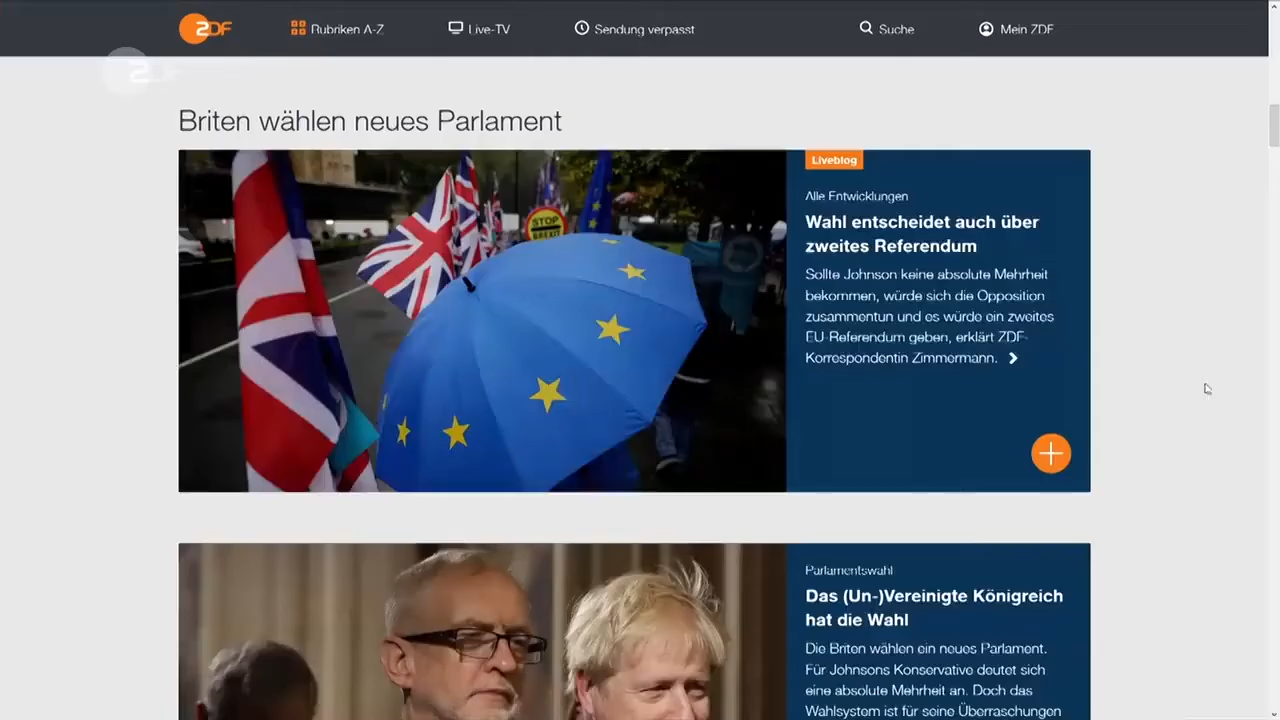 ZDF
Rubriken A-Z
Live-TV
Sendung verpasst
Suche
Mein ZDF
ZDF
Briten wählen neues Parlament
STOP
BREXIT
Liveblog
Alle Entwicklungen
Wahl entscheidet auch über
zweites Referendum
Sollte Johnson keine absolute Mehrheit
bekommen, würde sich die Opposition
zusammentun und es würde ein zweites
EU-Referendum geben, erklärt ZDF-
Korrespondentin Zimmermann.
Parlamentswahl
Das (Un-)Vereinigte Königreich
hat die Wahl
Die Briten wählen ein neues Parlament.
Für Johnsons Konservative deutet sich
eine absolute Mehrheit an. Doch das
Wahlsystem ist für seine Überraschungen